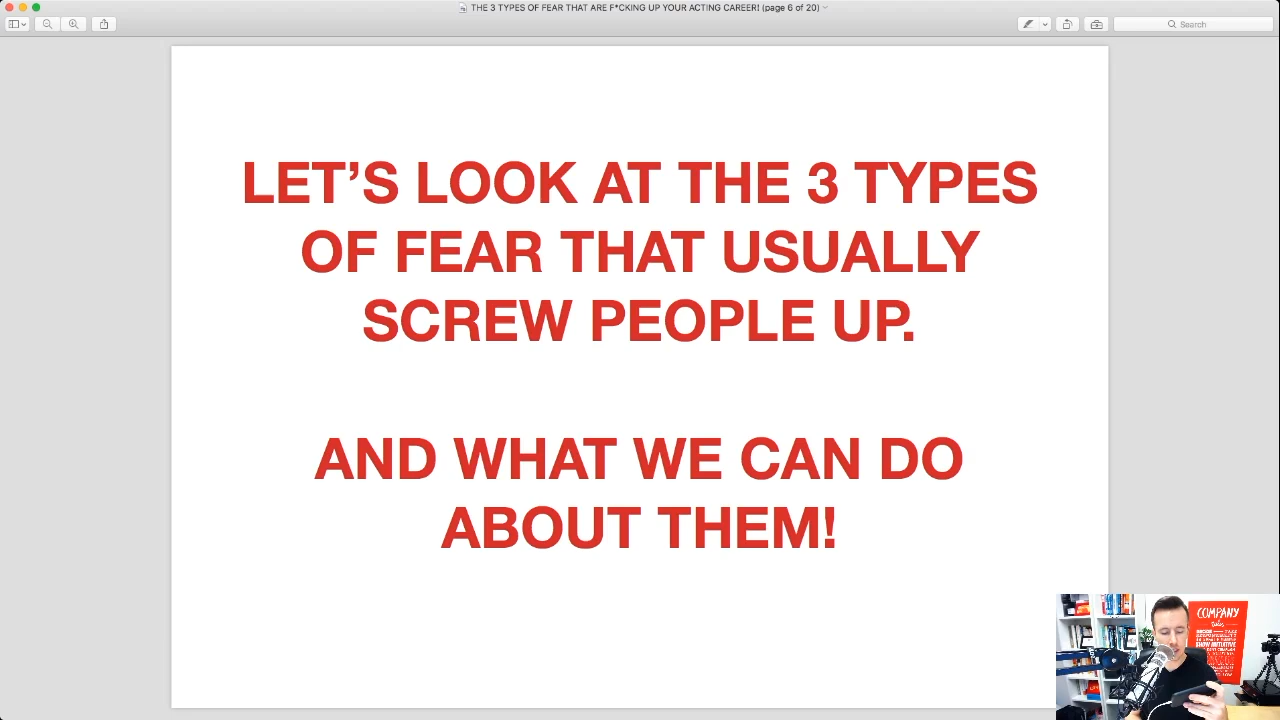 THE 3 TYPES OF FEAR THAT ARE F*CKING UP YOUR ACTING CAREER! (page 6 of 20)
Search
LET’S LOOK AT THE 3 TYPES
OF FEAR THAT USUALLY
SCREW PEOPLE UP.
AND WHAT WE CAN DO
ABOUT THEM!
COMPANY
Rules